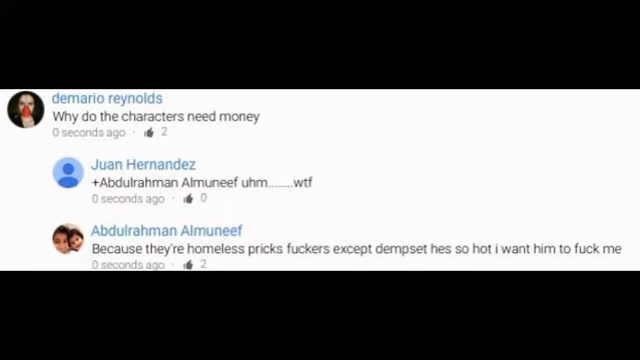 demario reynolds
Why do the characters need money
0 seconds ago · 2
Juan Hernandez
+Abdulrahman Almuneef uhm........wtf
0 seconds ago · 0
Abdulrahman Almuneef
Because they're homeless pricks fuckers except dempset hes so hot i want him to fuck me
0 seconds ago · 2